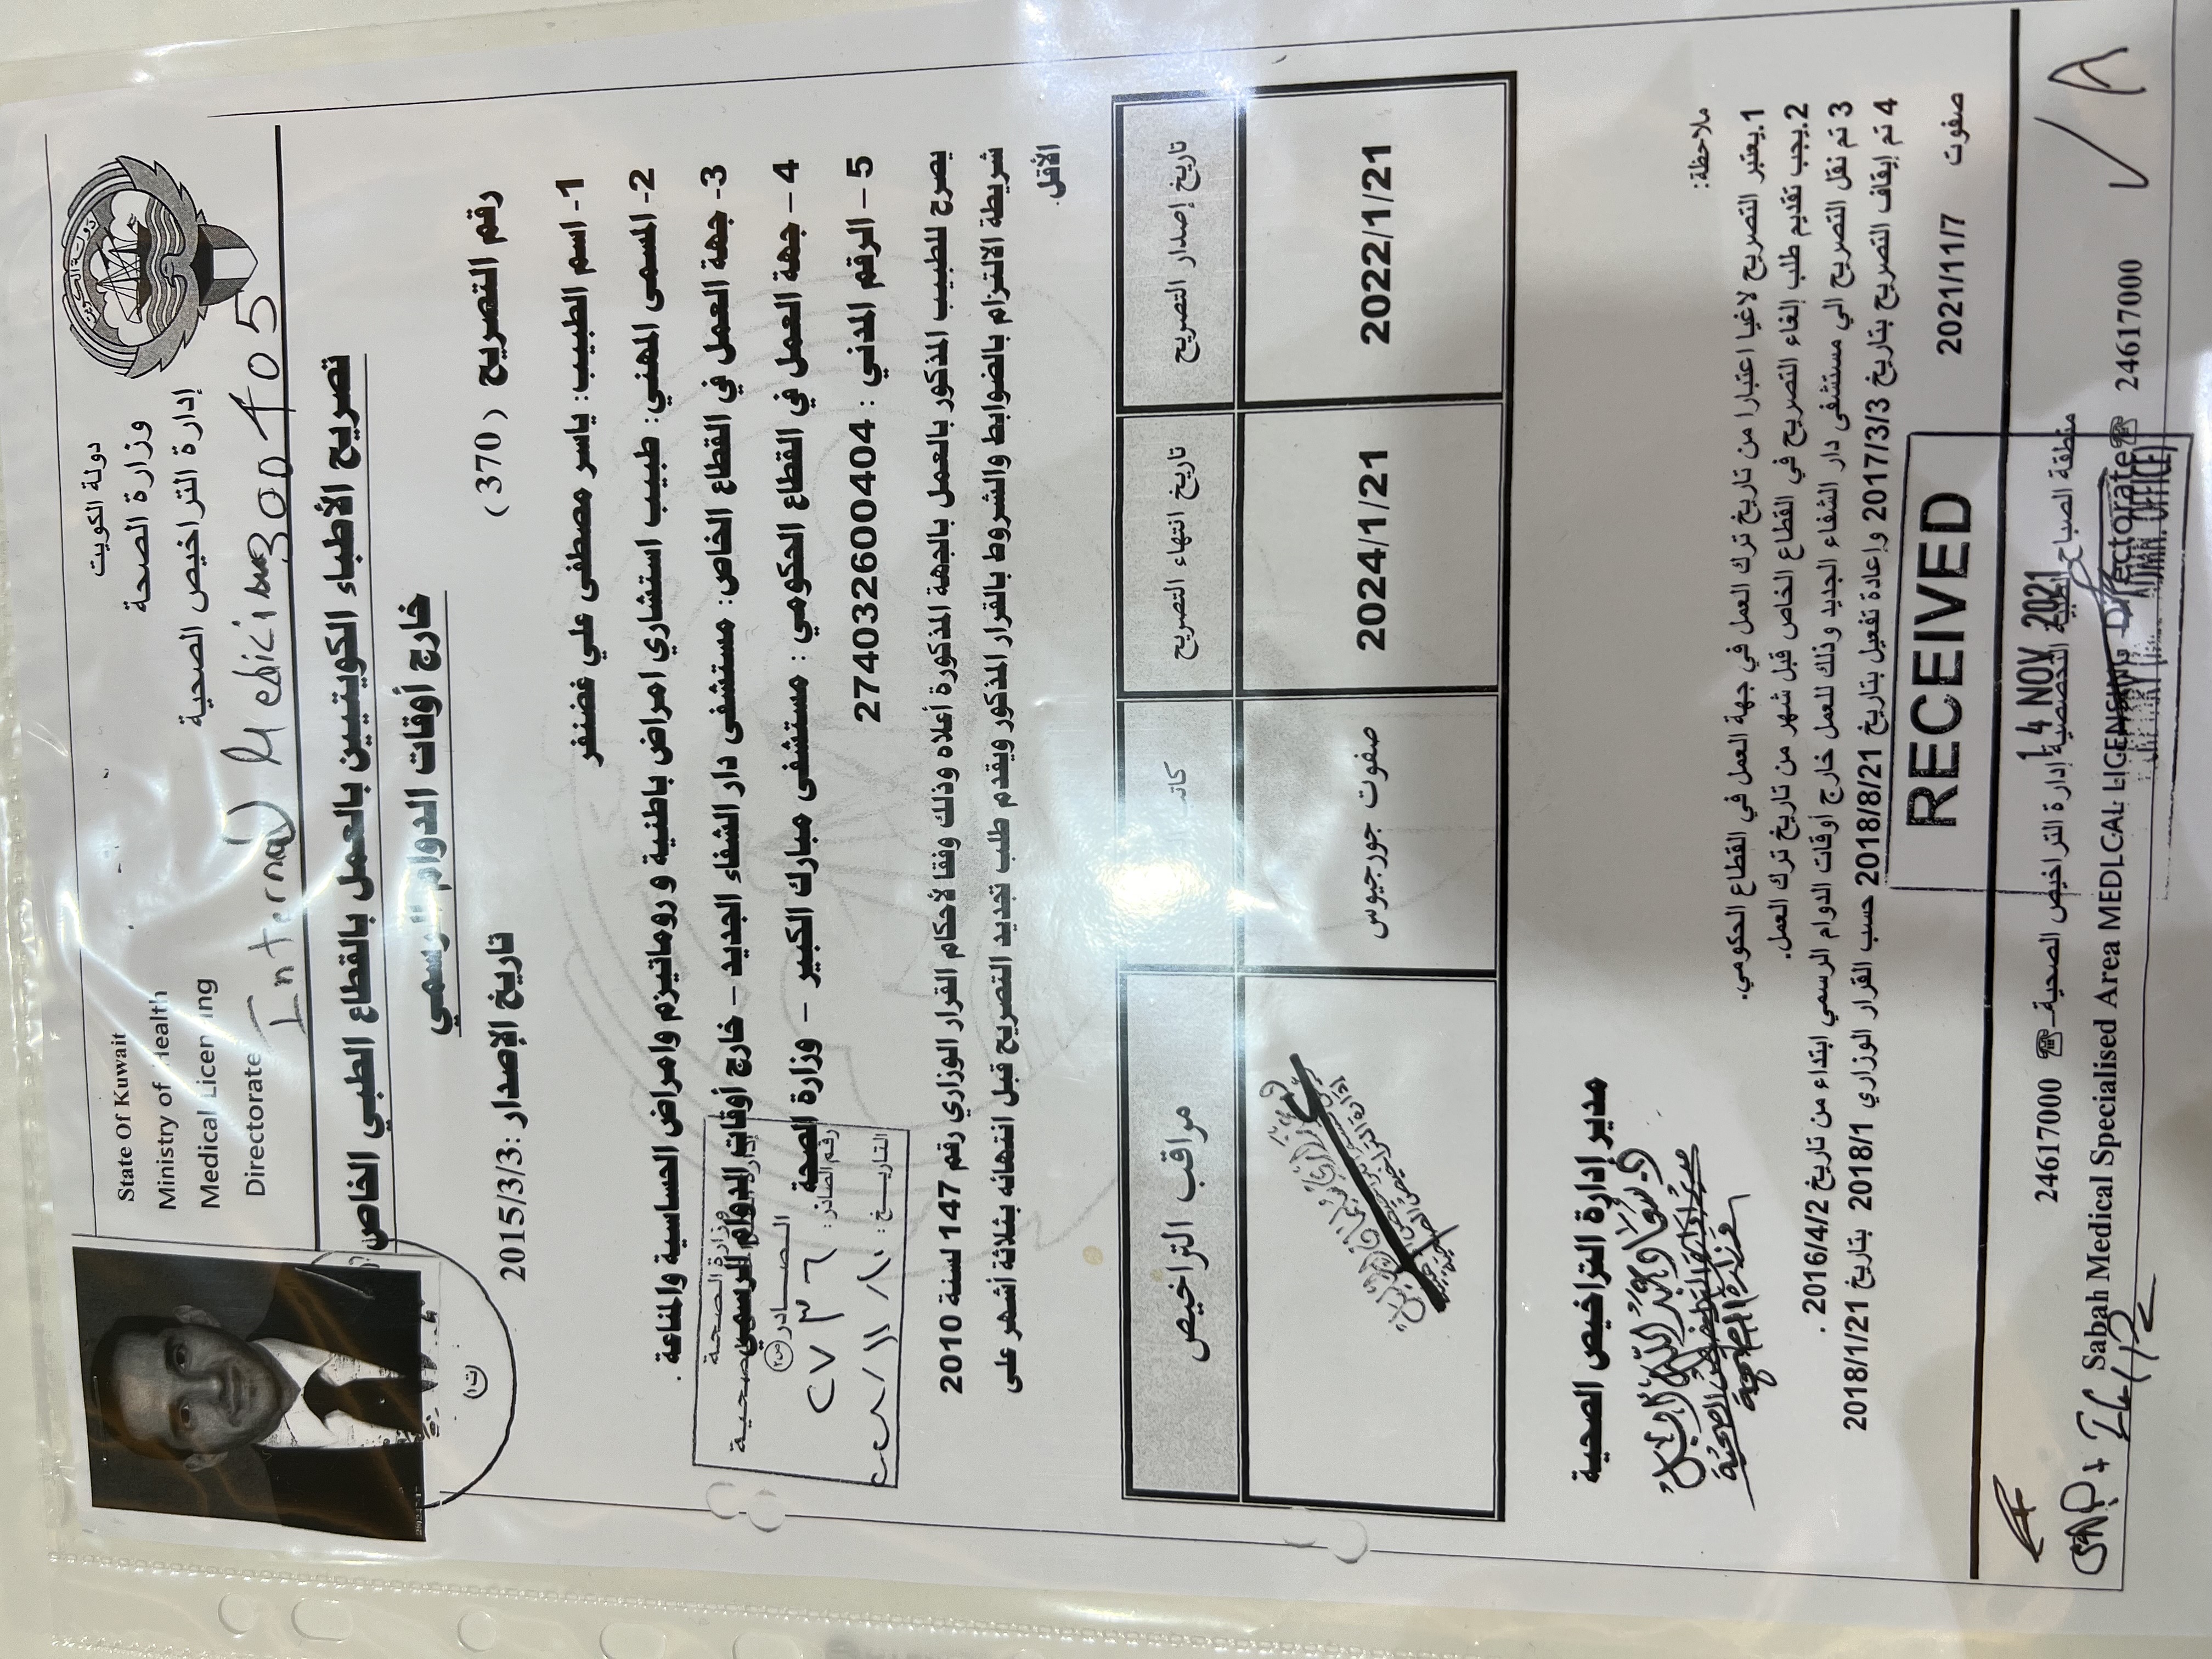 State Of Kuwait
Ministry of Health
Medical Licensing
Directorate
دولة الكويت
وزارة الصحة
إدارة التراخيص الصحية
دولة الكويت
Internal Medicine 300405
تصريح الأطباء الكويتيين بالعمل بالقطاع الطبي الخاص
خارج أوقات الدوام الرسمي
رقم التصريح ( 370 )
تاريخ الإصدار :2015/3/3
1- اسم الطبيب: ياسر مصطفى علي غضنفر
2- المسمى المهني: طبيب استشاري امراض باطنية و روماتيزم وامراض الحساسية والمناعة .
3- جهة العمل في القطاع الخاص: مستشفى دار الشفاء الجديد – خارج أوقات الدوام الرسمي
4 – جهة العمل في القطاع الحكومي : مستشفى مبارك الكبير – وزارة الصحة
5 – الرقم المدني : 274032600404
وزارة الصحة
الصادر
رقم الصادر: ٢٧٣٦
التاريخ:
يصرح للطبيب المذكور بالعمل بالجهة المذكورة أعلاه وذلك وفقا لأحكام القرار الوزاري رقم 147 لسنة 2010
شريطة الالتزام بالضوابط والشروط بالقرار المذكور ويقدم طلب تجديد التصريح قبل انتهائه بثلاثة أشهر على
الأقل.
تاريخ إصدار التصريح
تاريخ انتهاء التصريح
مراقب التراخيص
2022/1/21
2024/1/21
صفوت جورجيوس
إدارة التراخيص الصحية
مدير إدارة التراخيص الصحية
د. سعاد عبدالله
مدير إدارة التراخيص الصحية
وزارة الصحة
ملاحظة:
1.يعتبر التصريح لاغيا اعتبارا من تاريخ ترك العمل في جهة العمل في القطاع الحكومي.
2.يجب تقديم طلب إلغاء التصريح في القطاع الخاص قبل شهر من تاريخ ترك العمل.
3 تم نقل التصريح الي مستشفى دار الشفاء الجديد وذلك للعمل خارج أوقات الدوام الرسمي ابتداء من تاريخ 2016/4/2 .
4 تم إيقاف التصريح بتاريخ 2017/3/3 وإعادة تفعيل بتاريخ 2018/8/21 حسب القرار الوزاري 2018/1 بتاريخ 2018/1/21
صفوت 2021/11/7
RECEIVED
14 NOV 2021
منطقة الصباح الطبية التخصصية إدارة التراخيص الصحية–☎ 24617000
Sabah Medical Specialised Area MEDLCAL LICENSING Directorate☎ 24617000
ADMN. OFFICE)
A